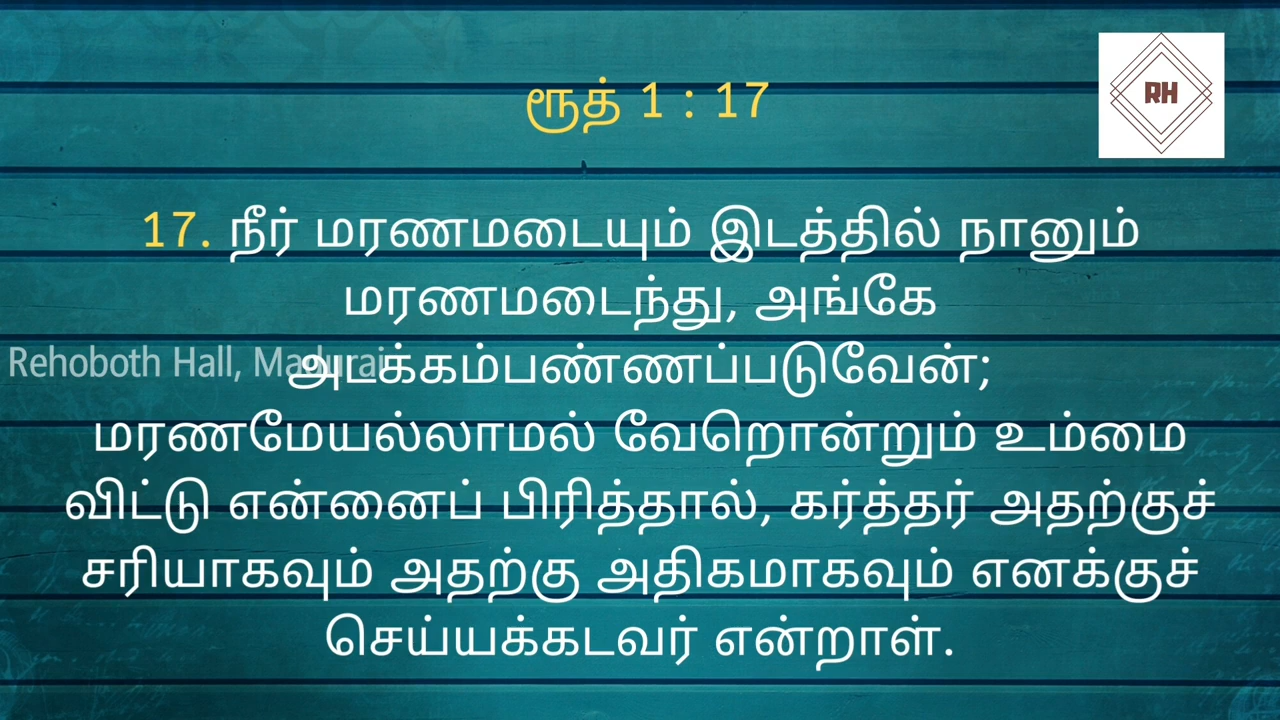 ரூத் 1 : 17
RH
17. நீர் மரணமடையும் இடத்தில் நானும்
மரணமடைந்து, அங்கே
அடக்கம்பண்ணப்படுவேன்;
Rehoboth Hall, Madurai
மரணமேயல்லாமல் வேறொன்றும் உம்மை
விட்டு என்னைப் பிரித்தால், கர்த்தர் அதற்குச்
சரியாகவும் அதற்கு அதிகமாகவும் எனக்குச்
செய்யக்கடவர் என்றாள்.